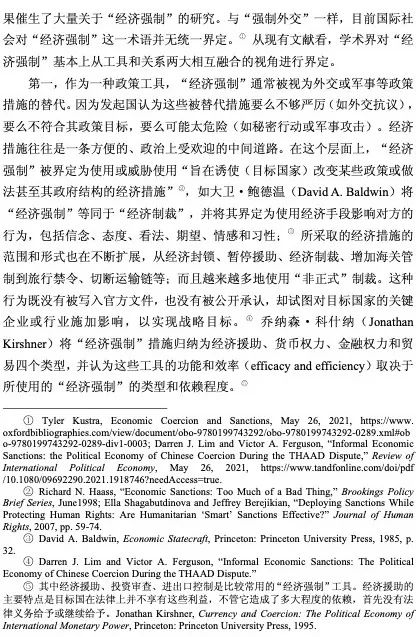 果催生了大量关于“经济强制”的研究。与“强制外交”一样，目前国际社
会对“经济强制”这一术语并无统一界定。① 从现有文献看，学术界对“经
济强制”基本上从工具和关系两大相互融合的视角进行界定。
第一，作为一种政策工具，“经济强制”通常被视为外交或军事等政策
措施的替代。因为发起国认为这些被替代措施要么不够严厉（如外交抗议），
要么不符合其政策目标，要么可能太危险（如秘密行动或军事攻击）。经济
措施往往是一条方便的、政治上受欢迎的中间道路。在这个层面上，“经济
强制”被界定为使用或威胁使用“旨在诱使（目标国家）改变某些政策或做
法甚至其政府结构的经济措施”②，如大卫·鲍德温（David A. Baldwin）将
“经济强制”等同于“经济制裁”，并将其界定为使用经济手段影响对方的
行为，包括信念、态度、看法、期望、情感和习性；③ 所采取的经济措施的
范围和形式也在不断扩展，从经济封锁、暂停援助、经济制裁、增加海关管
制到旅行禁令、切断运输链等；而且越来越多地使用“非正式”制裁。这种
行为既没有被写入官方文件，也没有被公开承认，却试图对目标国家的关键
企业或行业施加影响，以实现战略目标。④ 乔纳森·科什纳（Jonathan
Kirshner）将“经济强制”措施归纳为经济援助、货币权力、金融权力和贸
易四个类型，并认为这些工具的功能和效率（efficacy and efficiency）取决于
所使用的“经济强制”的类型和依赖程度。⑤
① Tyler Kustra, Economic Coercion and Sanctions, May 26, 2021, https://www.
oxfordbibliographies.com/view/document/obo-9780199743292/obo-9780199743292-0289.xml#ob
o-9780199743292-0289-div1-0003; Darren J. Lim and Victor A. Ferguson, “Informal Economic
Sanctions: the Political Economy of Chinese Coercion During the THAAD Dispute,” Review of
International Political Economy, May 26, 2021, https://www.tandfonline.com/doi/pdf
/10.1080/09692290.2021.1918746?needAccess=true.
② Richard N. Haass, “Economic Sanctions: Too Much of a Bad Thing,” Brookings Policy
Brief Series, June1998; Ella Shagabutdinova and Jeffrey Berejikian, “Deploying Sanctions While
Protecting Human Rights: Are Humanitarian ‘Smart’ Sanctions Effective?” Journal of Human
Rights, 2007, pp. 59-74.
③ David A. Baldwin, Economic Statecraft, Princeton: Princeton University Press, 1985, p.
32.
④ Darren J. Lim and Victor A. Ferguson, “Informal Economic Sanctions: The Political
Economy of Chinese Coercion During the THAAD Dispute.”
⑤ 其中经济援助、投资审查、进出口控制是比较常用的“经济强制”工具。经济援助的
主要特点是目标国在法律上并不享有这些利益，不管它造成了多大程度的依赖，首先没有法
律义务给予或继续给予。Jonathan Kirshner, Currency and Coercion: The Political Economy of
International Monetary Power, Princeton: Princeton University Press, 1995.